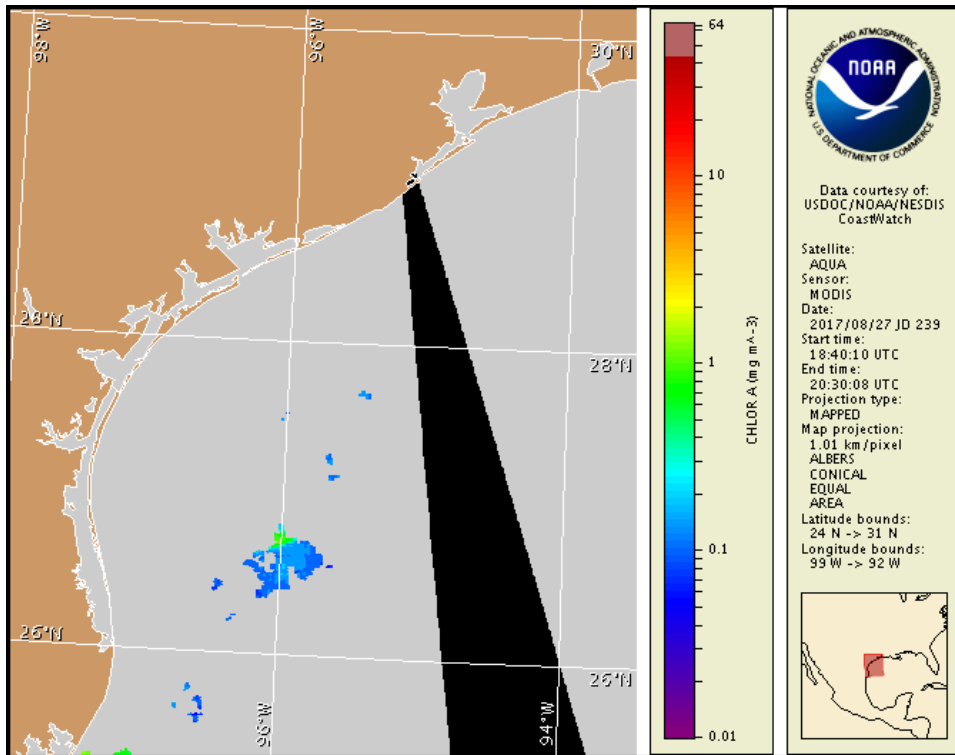 98°W
96°W
30°N
28°N
28°N
26°N
26°N
96°W
94°W
64
10
1
0.1
0.01
CHLOR A (mg m^-3)
NATIONAL OCEANIC AND ATMOSPHERIC ADMINISTRATION
NOAA
U.S. DEPARTMENT OF COMMERCE
Data courtesy of:
USDOC/NOAA/NESDIS
CoastWatch
Satellite:
AQUA
Sensor:
MODIS
Date:
2017/08/27 JD 239
Start time:
18:40:10 UTC
End time:
20:30:08 UTC
Projection type:
MAPPED
Map projection:
1.01 km/pixel
ALBERS
CONICAL
EQUAL
AREA
Latitude bounds:
24 N -> 31 N
Longitude bounds:
99 W -> 92 W